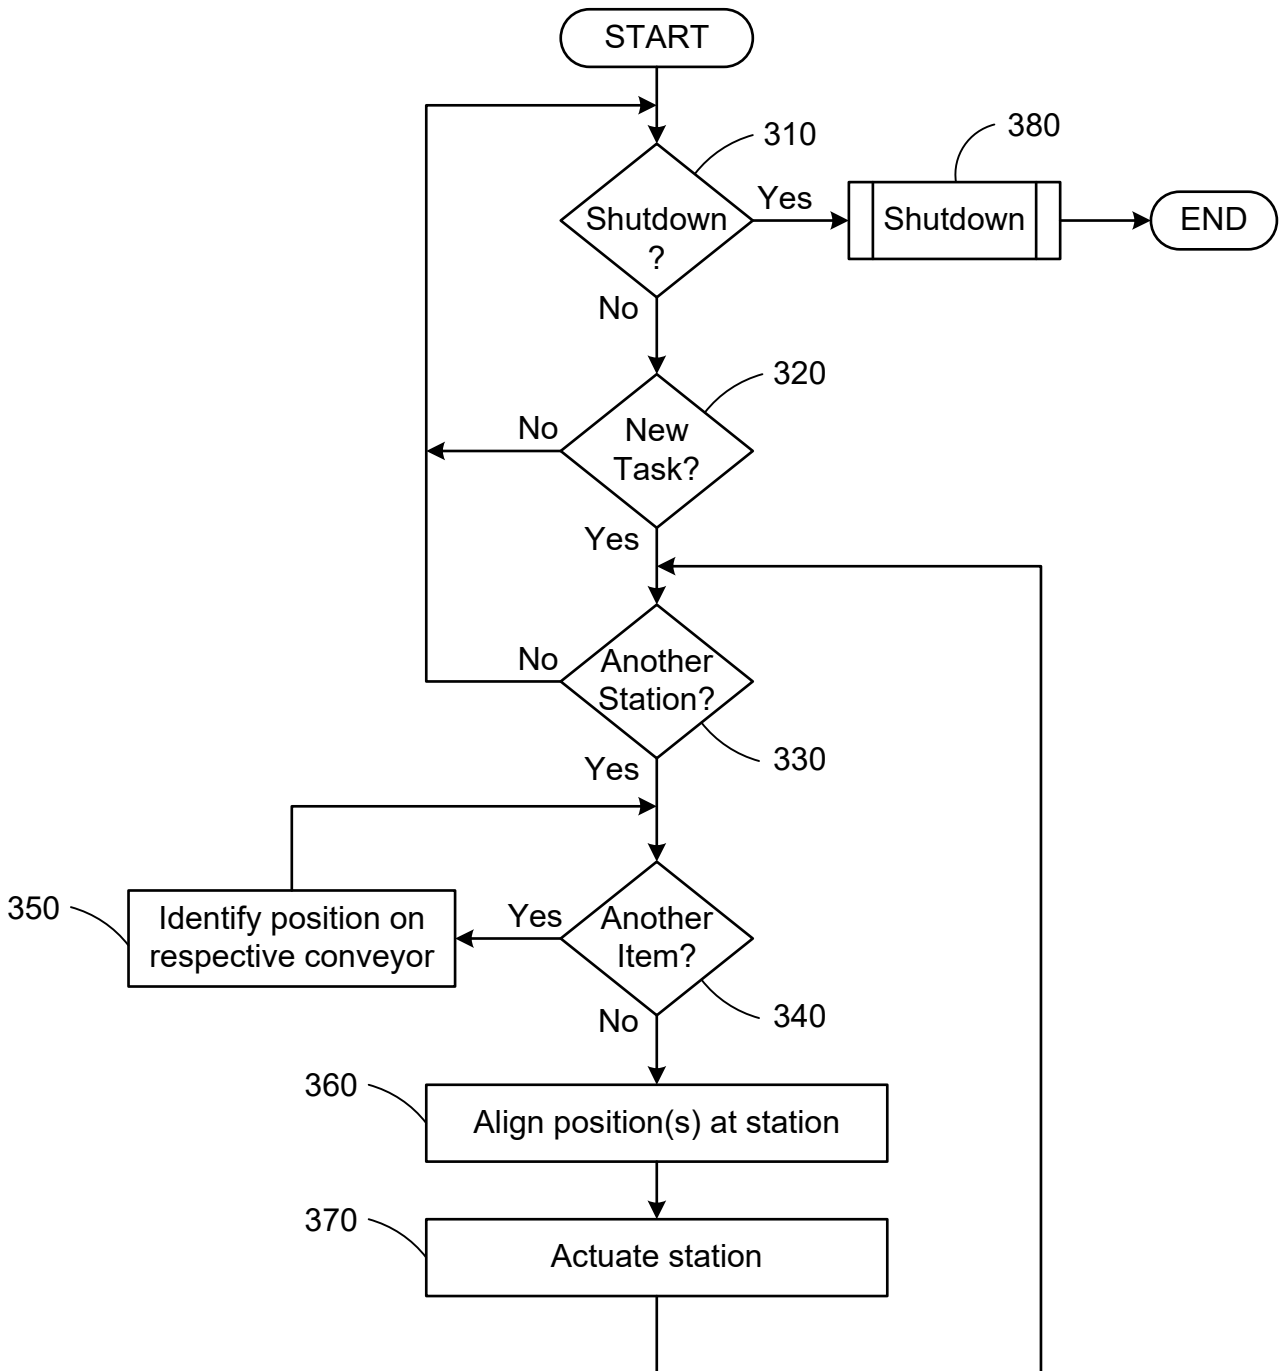 START
310
380
Yes
Shutdown
?
Shutdown
END
No
320
No
New
Task?
Yes
No
Another
Station?
330
Yes
350
Identify position on
respective conveyor
Yes
Another
Item?
340
No
360
Align position(s) at station
370
Actuate station